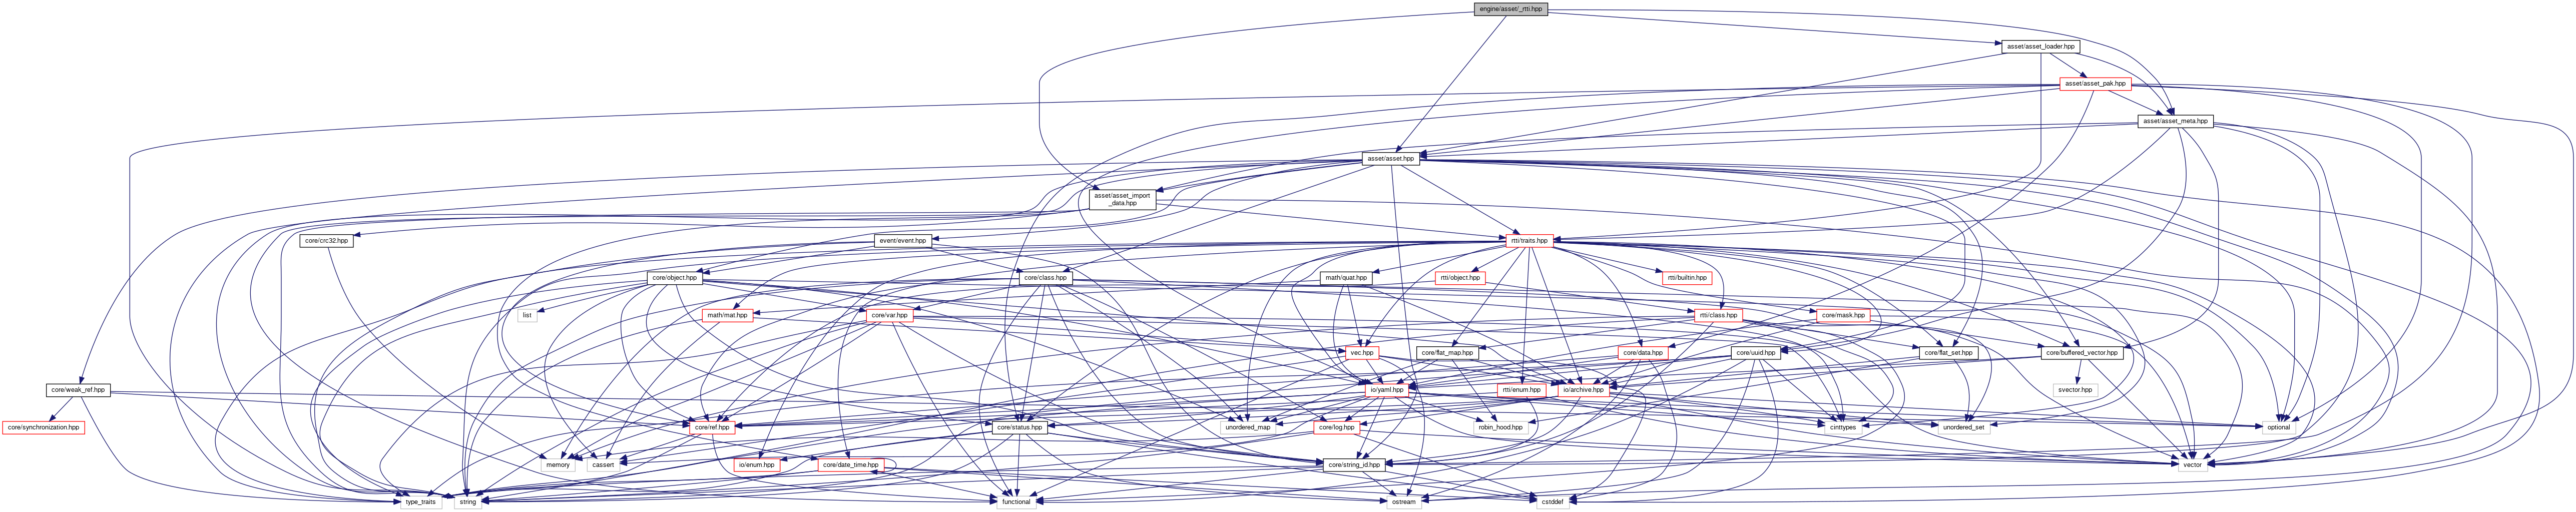 engine/asset/_rtti.hpp
asset/asset_loader.hpp
asset/asset_pak.hpp
asset/asset_meta.hpp
asset/asset.hpp
asset/asset_import
_data.hpp
core/crc32.hpp
event/event.hpp
rtti/traits.hpp
core/object.hpp
core/class.hpp
math/quat.hpp
rtti/object.hpp
rtti/builtin.hpp
list
math/mat.hpp
core/var.hpp
rtti/class.hpp
core/mask.hpp
vec.hpp
core/flat_map.hpp
core/data.hpp
core/uuid.hpp
core/flat_set.hpp
core/buffered_vector.hpp
core/weak_ref.hpp
io/yaml.hpp
rtti/enum.hpp
io/archive.hpp
svector.hpp
core/synchronization.hpp
core/ref.hpp
core/status.hpp
unordered_map
core/log.hpp
robin_hood.hpp
cinttypes
unordered_set
optional
memory
cassert
io/enum.hpp
core/date_time.hpp
core/string_id.hpp
vector
type_traits
string
functional
ostream
cstddef